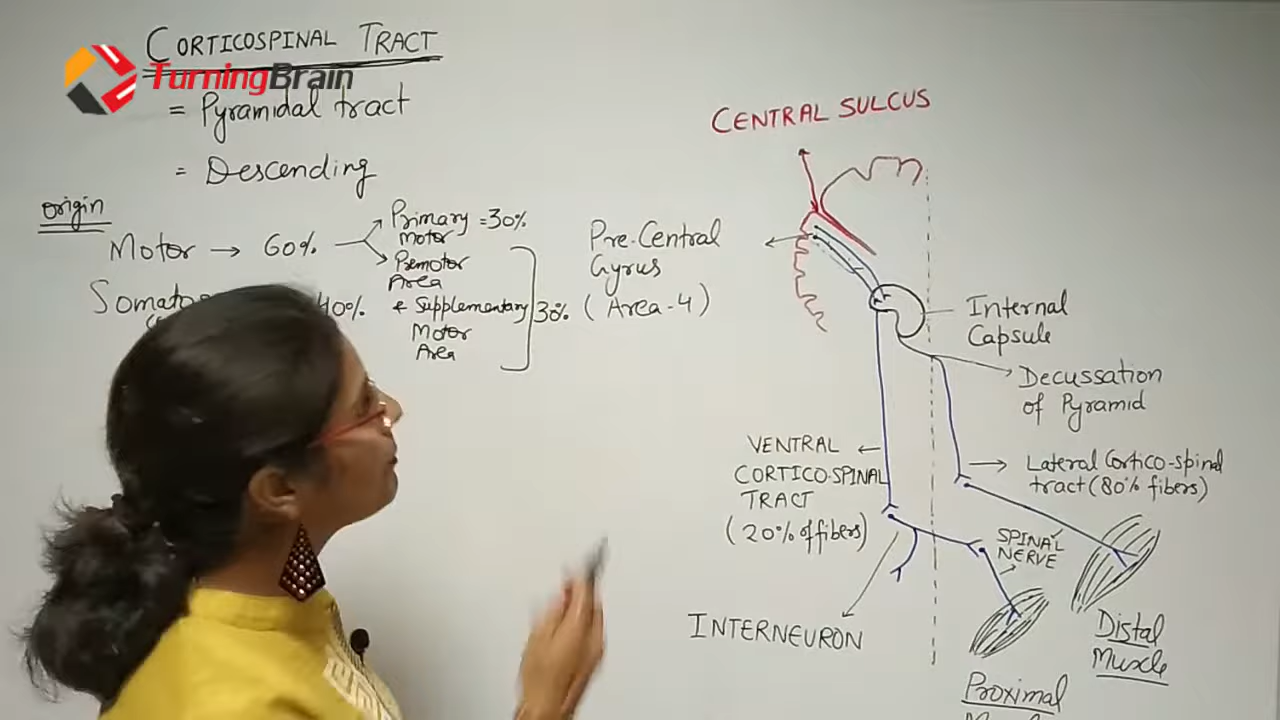 CORTICOSPINAL TRACT
TurningBrain
= Pyramidal tract
= Descending
Origin
Motor → 60%
Primary = 30%
Motor
Premotor
Area
& Supplementary
Motor
Area
30%
40%
Pre-Central
Gyrus
(Area-4)
CENTRAL SULCUS
Internal
Capsule
Decussation
of Pyramid
Lateral Cortico-spinal
tract (80% fibers)
VENTRAL
CORTICO-SPINAL
TRACT
(20% of fibers)
SPINAL
NERVE
INTERNEURON
Distal
Muscle
Proximal